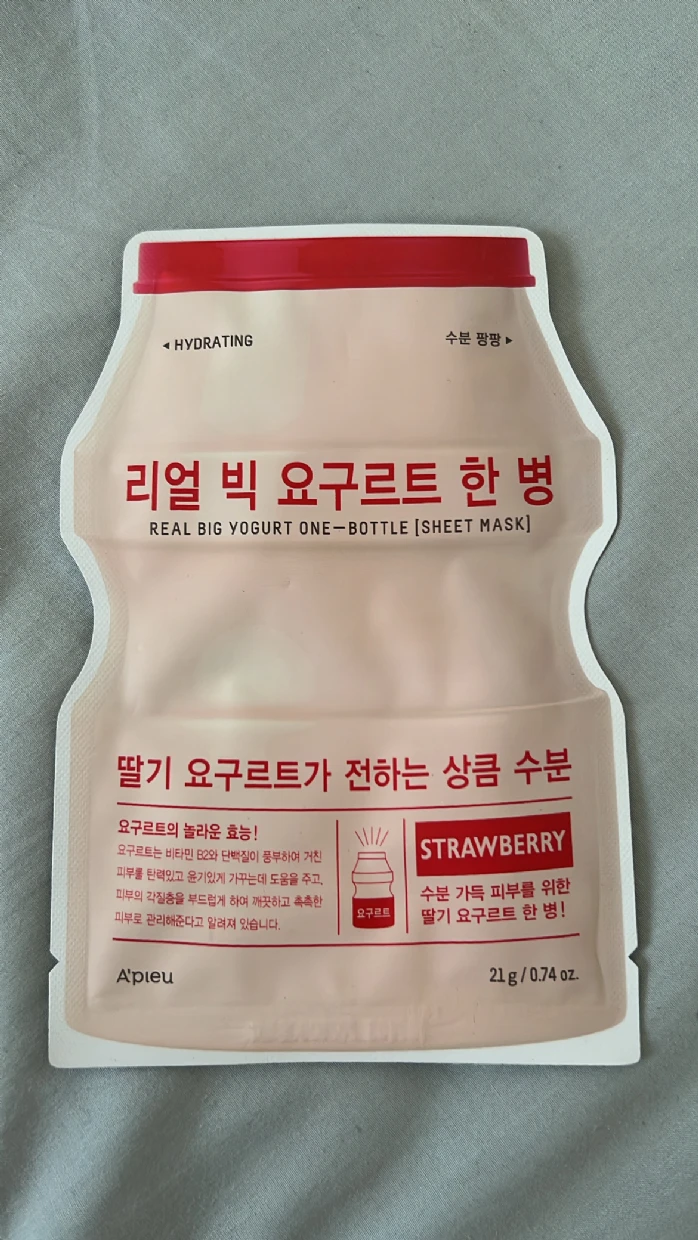 ◂ HYDRATING
수분 팡팡 ▸
리얼 빅 요구르트 한 병
REAL BIG YOGURT ONE—BOTTLE [SHEET MASK]
딸기 요구르트가 전하는 상큼 수분
요구르트의 놀라운 효능!
요구르트는 비타민 B2와 단백질이 풍부하여 거친
피부를 탄력있고 윤기있게 가꾸는데 도움을 주고,
피부의 각질층을 부드럽게 하며 깨끗하고 촉촉한
피부로 관리해준다고 알려져 있습니다.
요구르트
STRAWBERRY
수분 가득 피부를 위한
딸기 요구르트 한 병!
A'pieu
21 g / 0.74 oz.